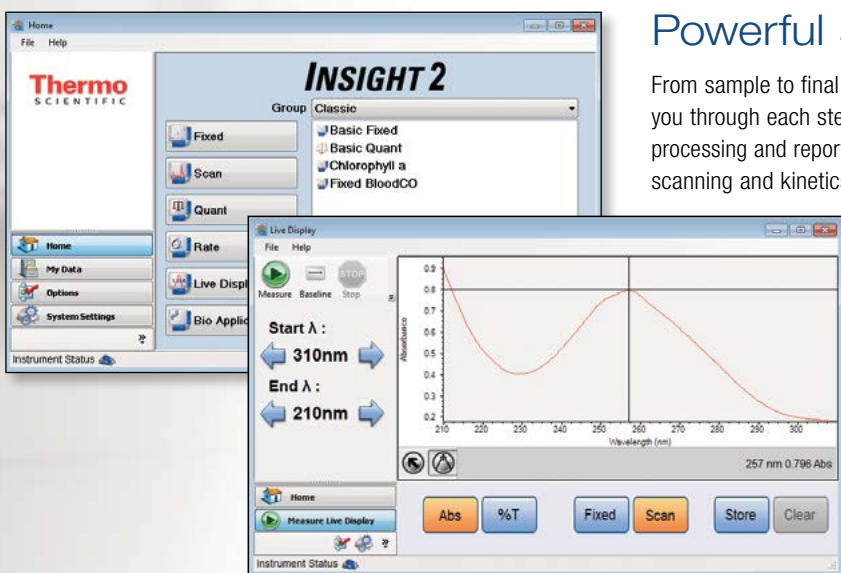 Home
File Help
Thermo
SCIENTIFIC
INSIGHT 2
Group Classic
Basic Fixed
Basic Quant
Chlorophyll a
Fixed BloodCO
Fixed
Scan
Quant
Rate
Live Displ
Bio Applic
Home
My Data
Options
System Settings
Instrument Status
Powerful
From sample to final
you through each ste
processing and repor
scanning and kinetics
Live Display
File Help
STOP
Measure Baseline Stop
Start λ :
310nm
End λ :
210nm
Absorbance
0.9
0.8
0.7
0.6
0.5
0.4
0.3
0.2
210 220 230 240 250 260 270 280 290 300
Wavelength (nm)
257 nm 0.796 Abs
Home
Measure Live Display
Abs %T Fixed Scan Store Clear
Instrument Status